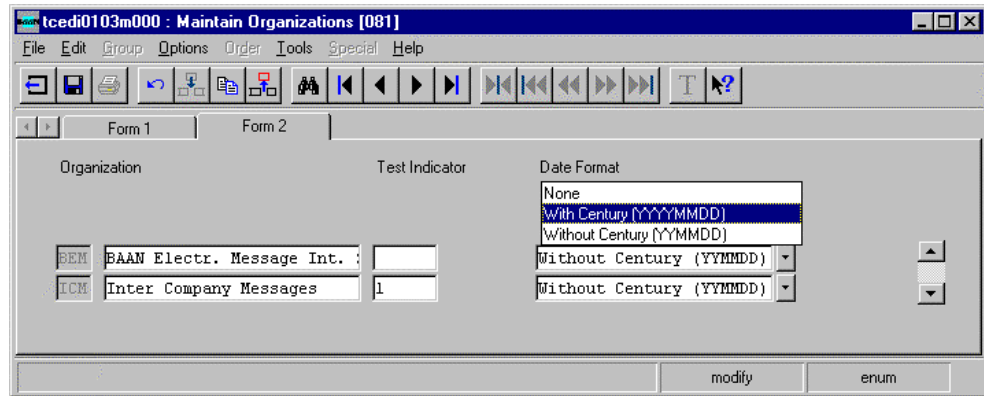 tcedi0103m000 : Maintain Organizations [081]
File Edit Group Options Order Tools Special Help
T ?
Form 1 Form 2
Organization Test Indicator Date Format
None
With Century (YYYYMMDD)
Without Century (YYMMDD)
BEM BAAN Electr. Message Int. Without Century (YYMMDD)
ICM Inter Company Messages 1 Without Century (YYMMDD)
modify enum